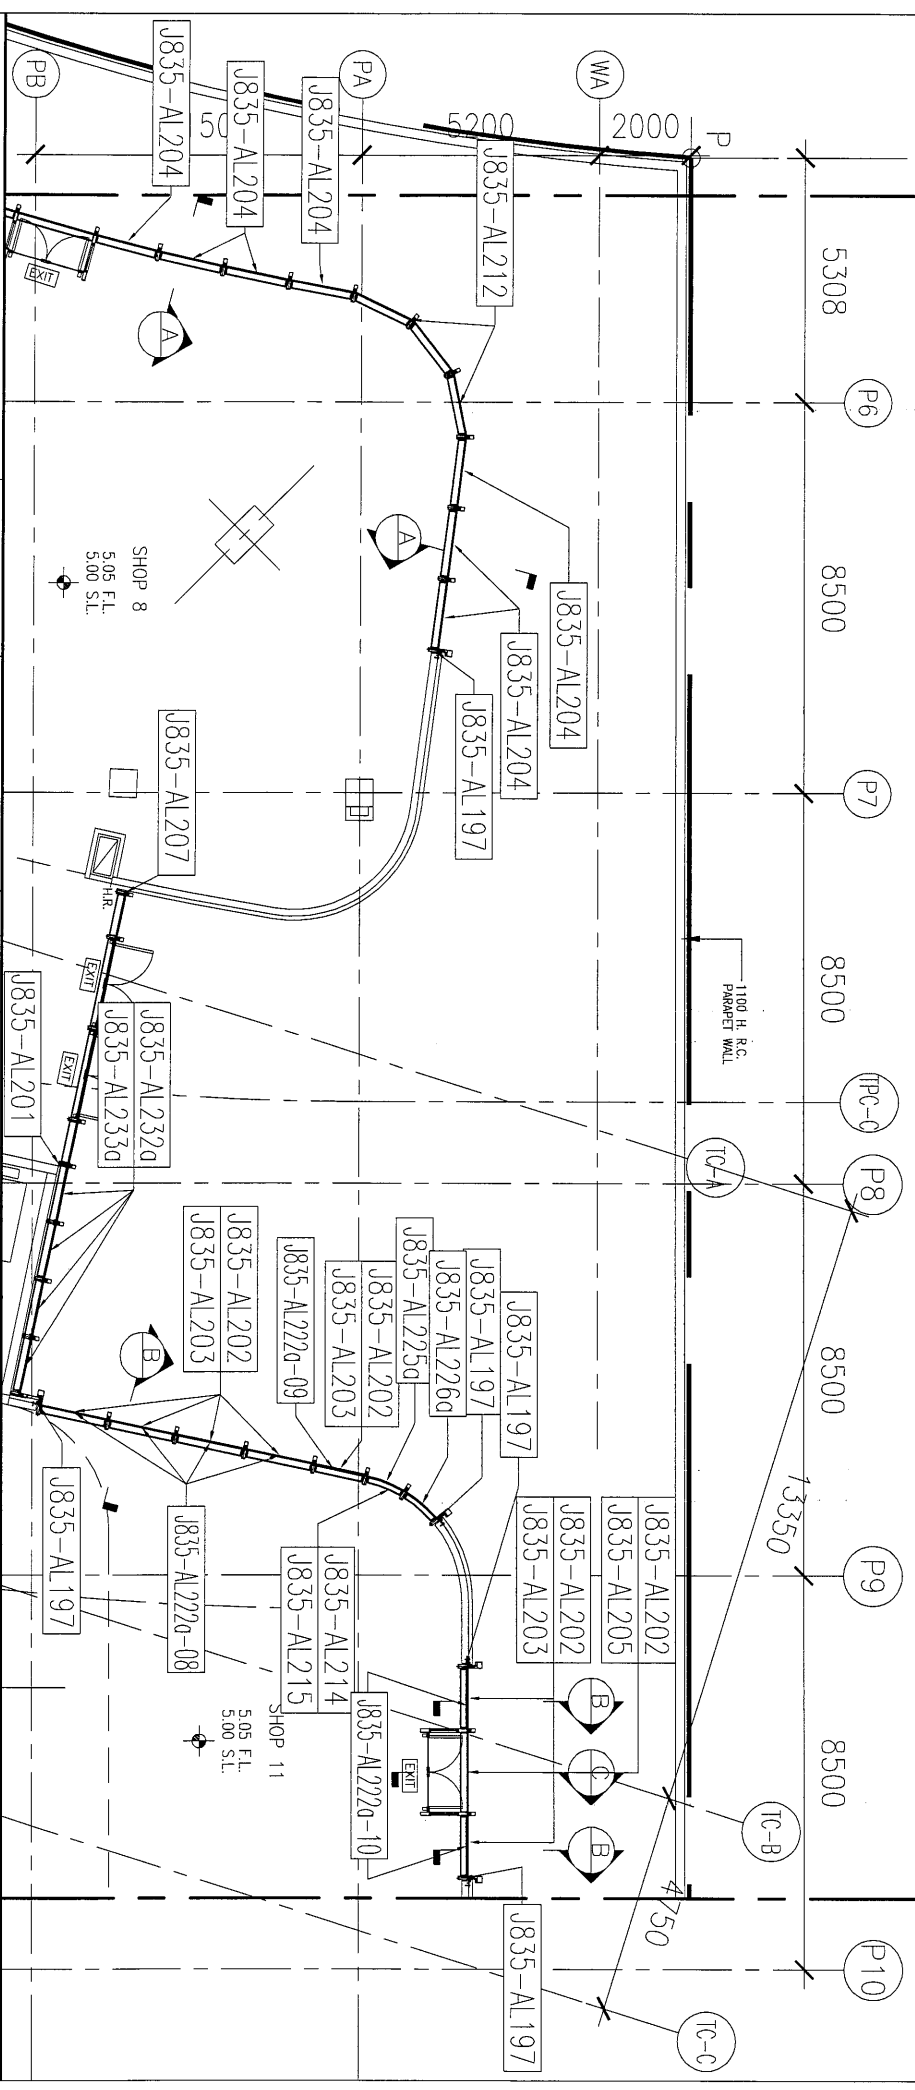 P
5308
8500
8500
8500
8500
P6
P7
TPC-C
P8
P9
P10
2000
5200
WA
PA
PB
J835-AL204
J835-AL204
J835-AL204
J835-AL212
EXIT
A
A
J835-AL204
J835-AL204
J835-AL197
SHOP 8
5.05 F.L.
5.00 S.L.
J835-AL207
H.R.
1100 H. R.C.
PARAPET WALL
TC-A
EXIT
EXIT
J835-AL232a
J835-AL233a
J835-AL201
J835-AL202
J835-AL203
B
J835-AL222a-09
J835-AL202
J835-AL203
J835-AL225a
J835-AL226a
J835-AL197
J835-AL197
J835-AL197
J835-AL222a-08
J835-AL214
J835-AL215
J835-AL202
J835-AL203
J835-AL202
J835-AL205
13350
B
C
B
SHOP 11
5.05 F.L.
5.00 S.L.
EXIT
J835-AL222a-10
J835-AL197
TC-B
4750
TC-C